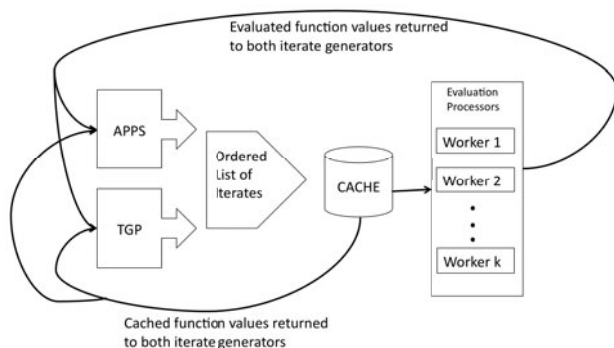 Evaluated function values returned
to both iterate generators
APPS
TGP
Ordered
List of
Iterates
CACHE
Evaluation
Processors
Worker 1
Worker 2
Worker k
Cached function values returned
to both iterate generators